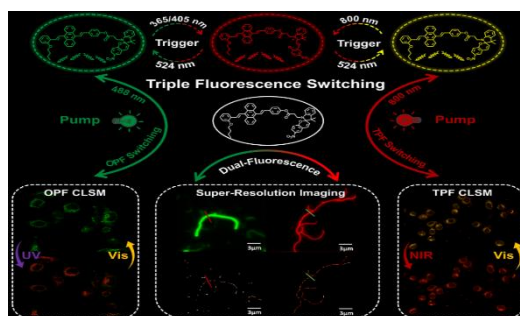 365/405 nm
Trigger
524 nm
800 nm
Trigger
524 nm
Triple Fluorescence Switching
488 nm
Pump
OPF Switching
800 nm
Pump
TPF Switching
Dual-Fluorescence
OPF CLSM
UV
Vis
Super-Resolution Imaging
3μm
3μm
3μm
3μm
TPF CLSM
NIR
Vis